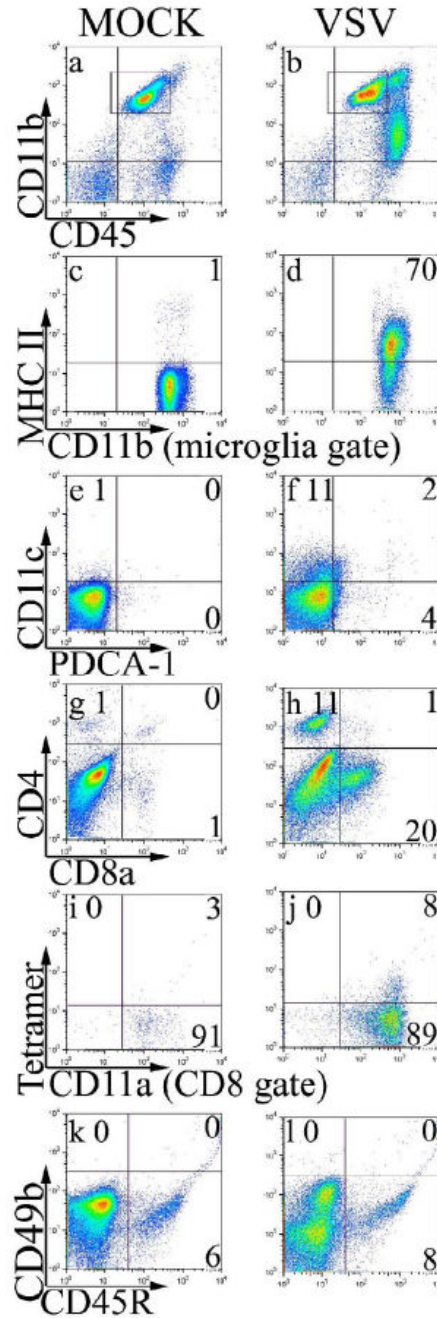 MOCK VSV
a b
CD11b
CD45
c 1 d 70
MHC II
CD11b (microglia gate)
e 1 0 f 11 2
CD11c
0 4
PDCA-1
g 1 0 h 11 1
CD4
1 20
CD8a
i 0 3 j 0 8
Tetramer
91 89
CD11a (CD8 gate)
k 0 0 l 0 0
CD49b
6 8
CD45R